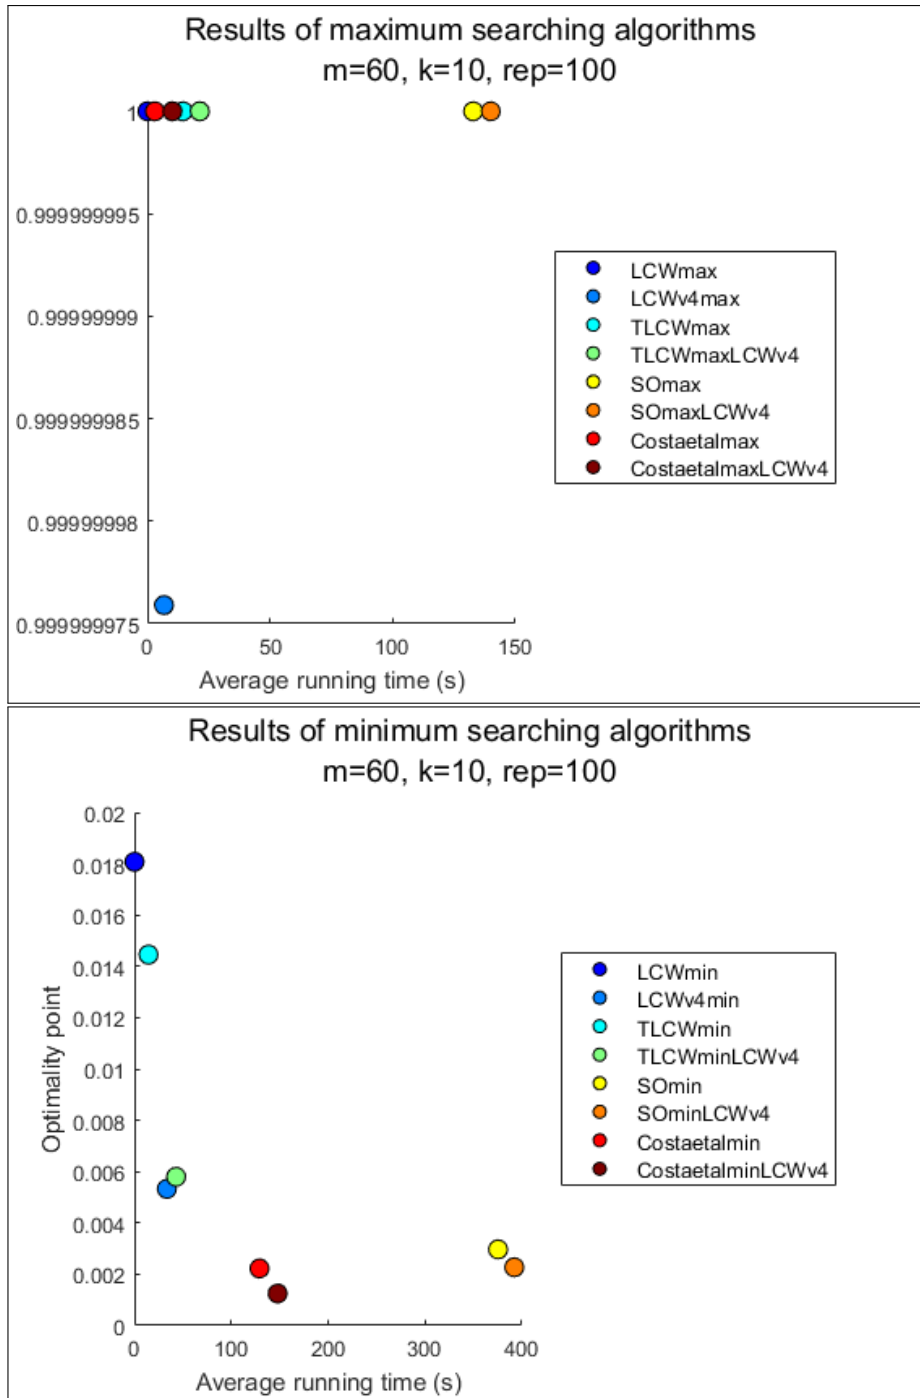 Results of maximum searching algorithms
m=60, k=10, rep=100
1
0.999999995
0.99999999
0.999999985
0.99999998
0.999999975
0
50
100
150
Average running time (s)
LCWmax
LCWv4max
TLCWmax
TLCWmaxLCWv4
SOmax
SOmaxLCWv4
Costaetalmax
CostaetalmaxLCWv4
Results of minimum searching algorithms
m=60, k=10, rep=100
Optimality point
0.02
0.018
0.016
0.014
0.012
0.01
0.008
0.006
0.004
0.002
0
0
100
200
300
400
Average running time (s)
LCWmin
LCWv4min
TLCWmin
TLCWminLCWv4
SOmin
SOminLCWv4
Costaetalmin
CostaetalminLCWv4